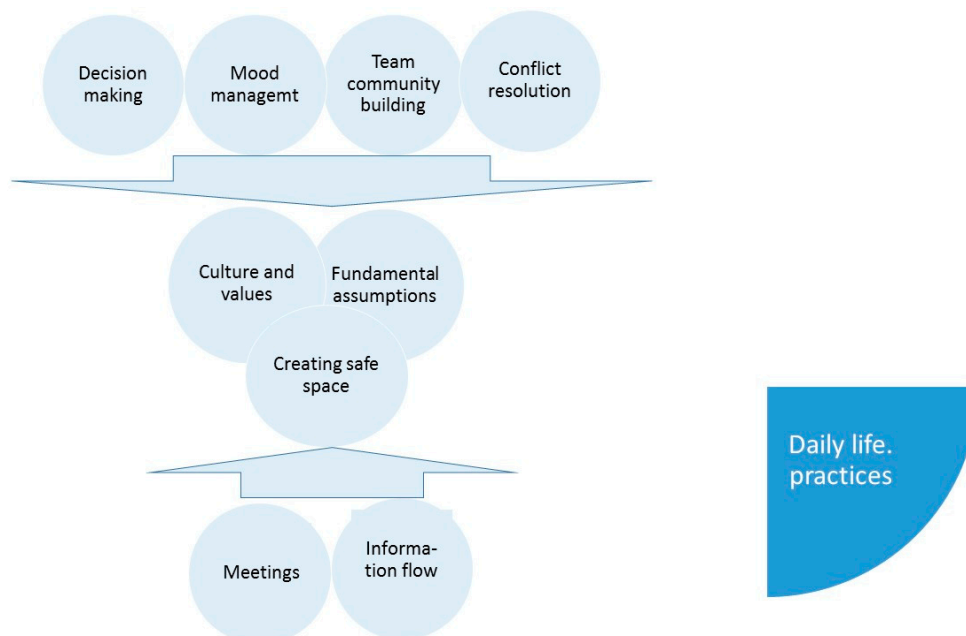 Decision
making
Mood
managemt
Team
community
building
Conflict
resolution
Culture and
values
Fundamental
assumptions
Creating safe
space
Daily life.
practices
Meetings
Informa-
tion flow